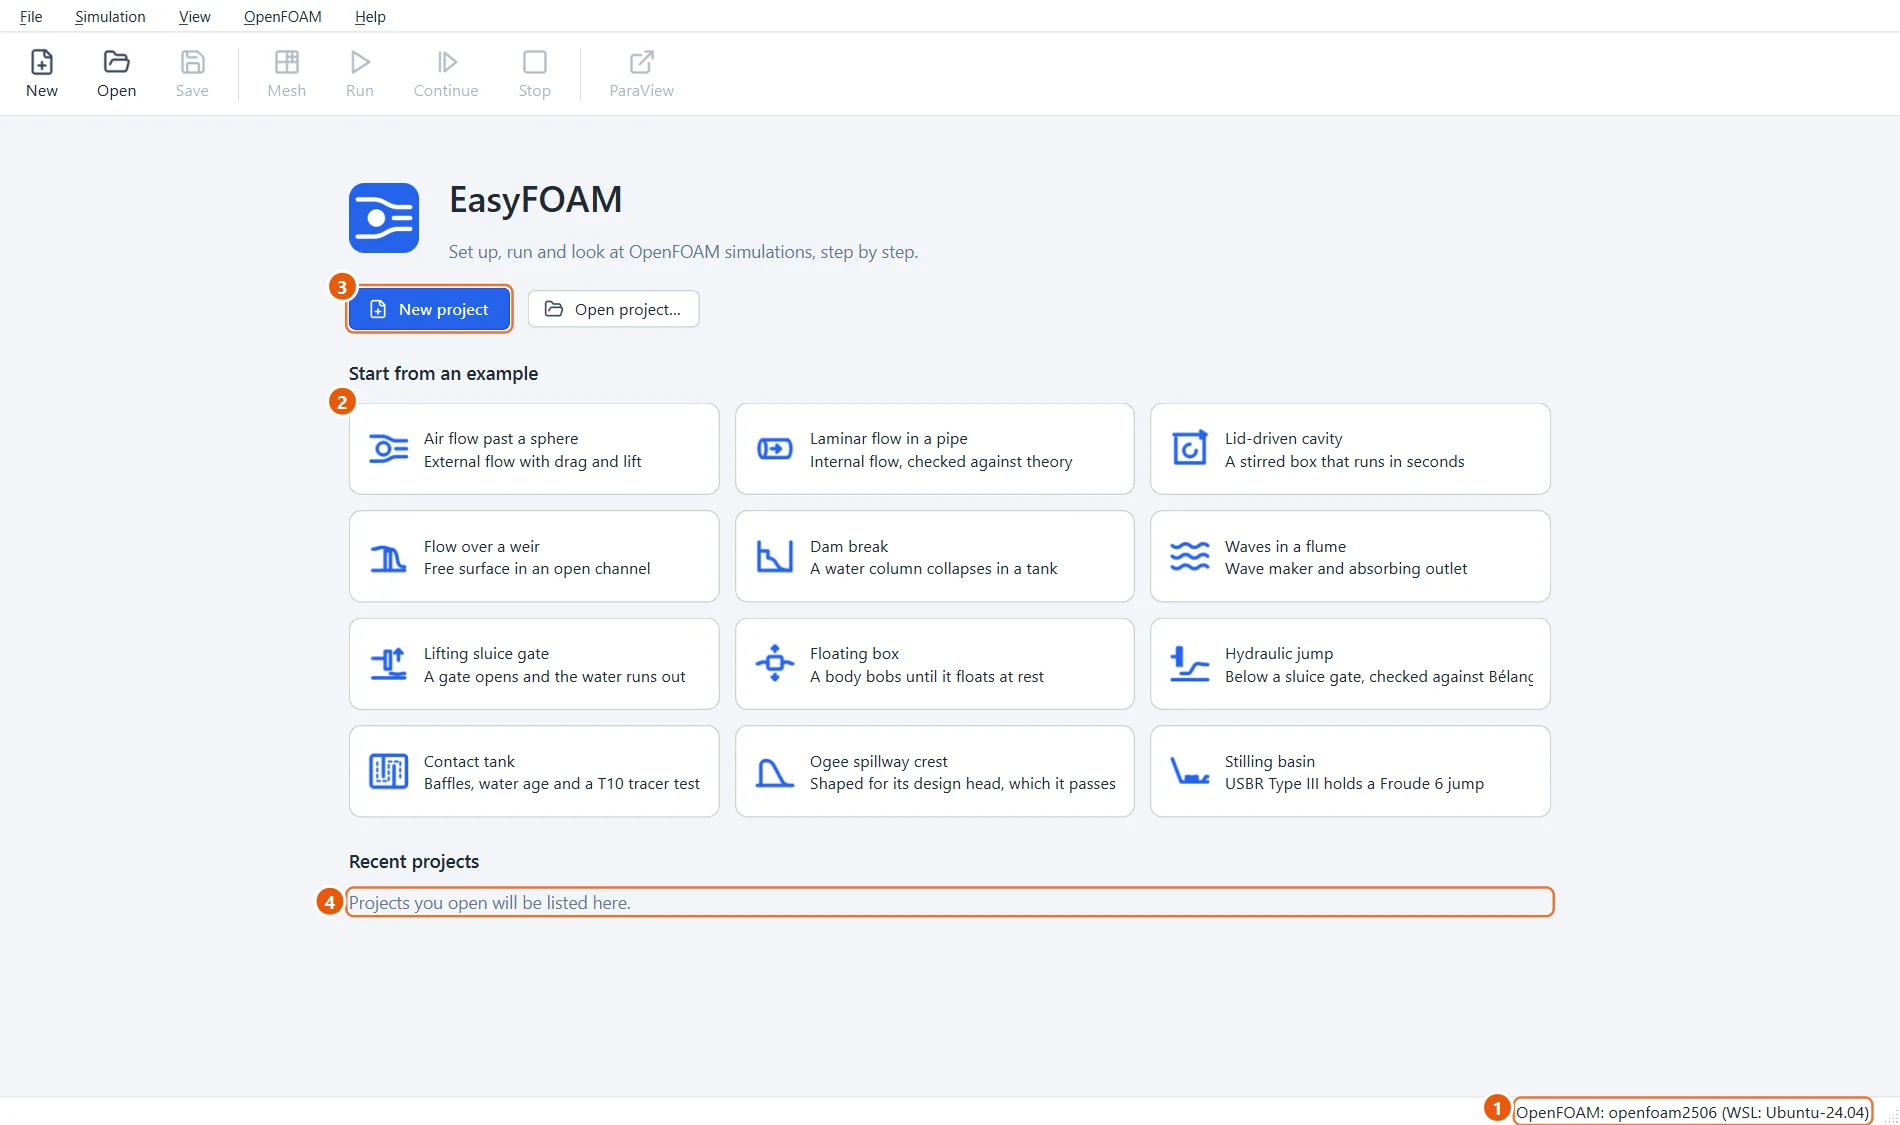 File Simulation View OpenFOAM Help
New Open Save Mesh Run Continue Stop ParaView
EasyFOAM
Set up, run and look at OpenFOAM simulations, step by step.
3
New project Open project...
Start from an example
2
Air flow past a sphere
External flow with drag and lift
Laminar flow in a pipe
Internal flow, checked against theory
Lid-driven cavity
A stirred box that runs in seconds
Flow over a weir
Free surface in an open channel
Dam break
A water column collapses in a tank
Waves in a flume
Wave maker and absorbing outlet
Lifting sluice gate
A gate opens and the water runs out
Floating box
A body bobs until it floats at rest
Hydraulic jump
Below a sluice gate, checked against Bélang
Contact tank
Baffles, water age and a T10 tracer test
Ogee spillway crest
Shaped for its design head, which it passes
Stilling basin
USBR Type III holds a Froude 6 jump
Recent projects
4 Projects you open will be listed here.
1 OpenFOAM: openfoam2506 (WSL: Ubuntu-24.04)